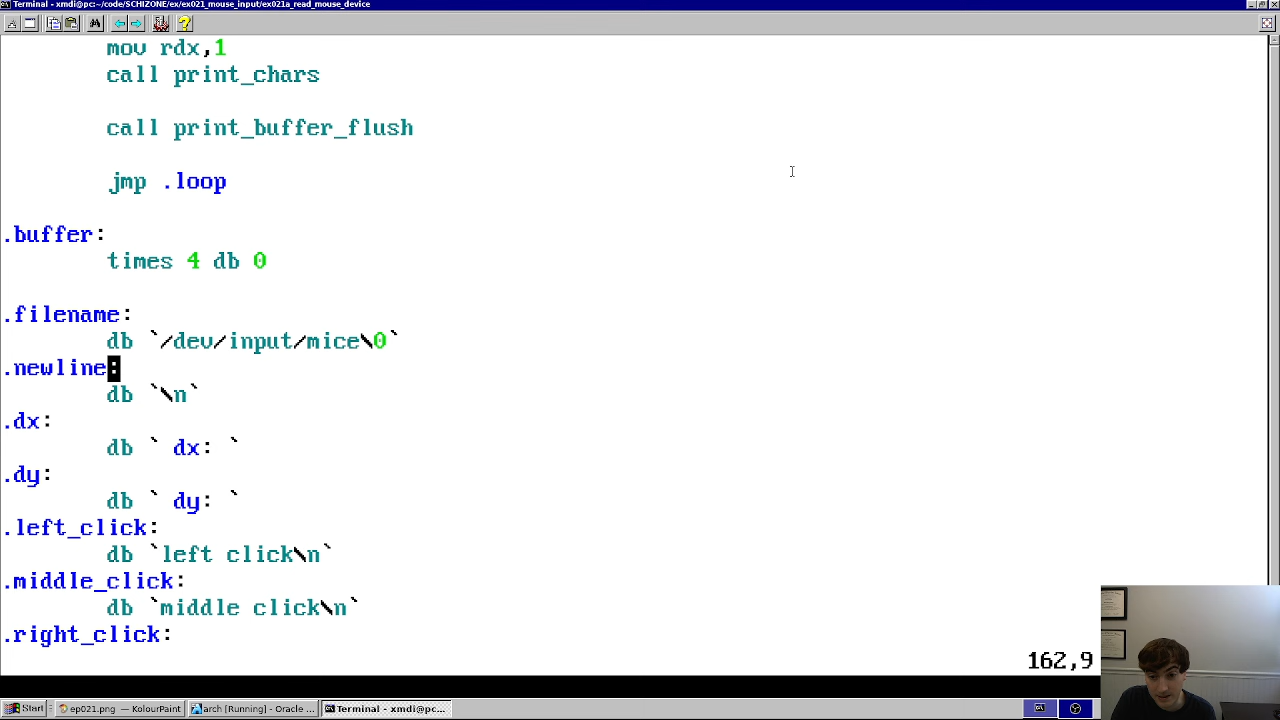 Terminal - xmdi@pc:~/code/SCHIZONE/ex/ex021_mouse_input/ex021a_read_mouse_device
mov rdx,1
call print_chars
call print_buffer_flush
jmp .loop
.buffer:
times 4 db 0
.filename:
db `/dev/input/mice\0`
.newline:
db `\n`
.dx:
db ` dx: `
.dy:
db ` dy: `
.left_click:
db `left click\n`
.middle_click:
db `middle click\n`
.right_click:
162,9
Start ep021.png — KolourPaint arch [Running] - Oracle ... Terminal - xmdi@pc:...